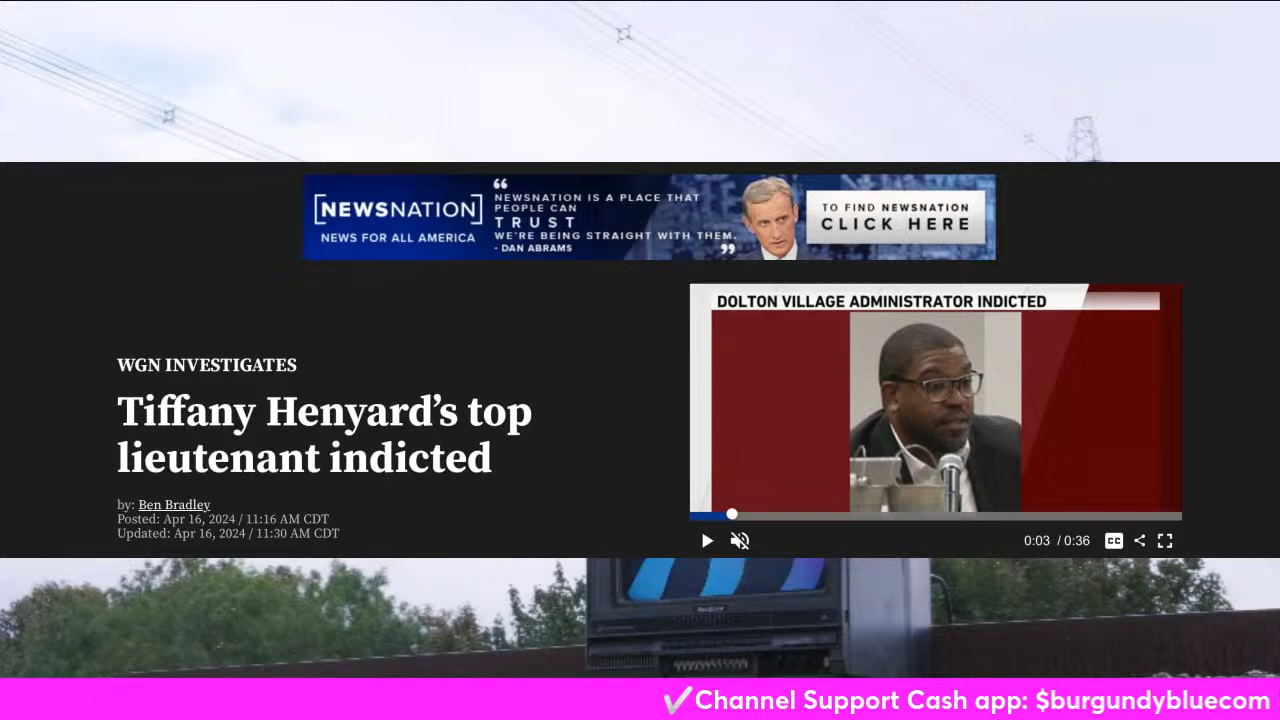 [NEWSNATION]
NEWS FOR ALL AMERICA
“
NEWSNATION IS A PLACE THAT
PEOPLE CAN
TRUST
WE'RE BEING STRAIGHT WITH THEM.
- DAN ABRAMS
”
TO FIND NEWSNATION
CLICK HERE
DOLTON VILLAGE ADMINISTRATOR INDICTED
WGN INVESTIGATES
Tiffany Henyard’s top
lieutenant indicted
by: Ben Bradley
Posted: Apr 16, 2024 / 11:16 AM CDT
Updated: Apr 16, 2024 / 11:30 AM CDT
0:03 / 0:36
CC
✔Channel Support Cash app: $burgundybluecom